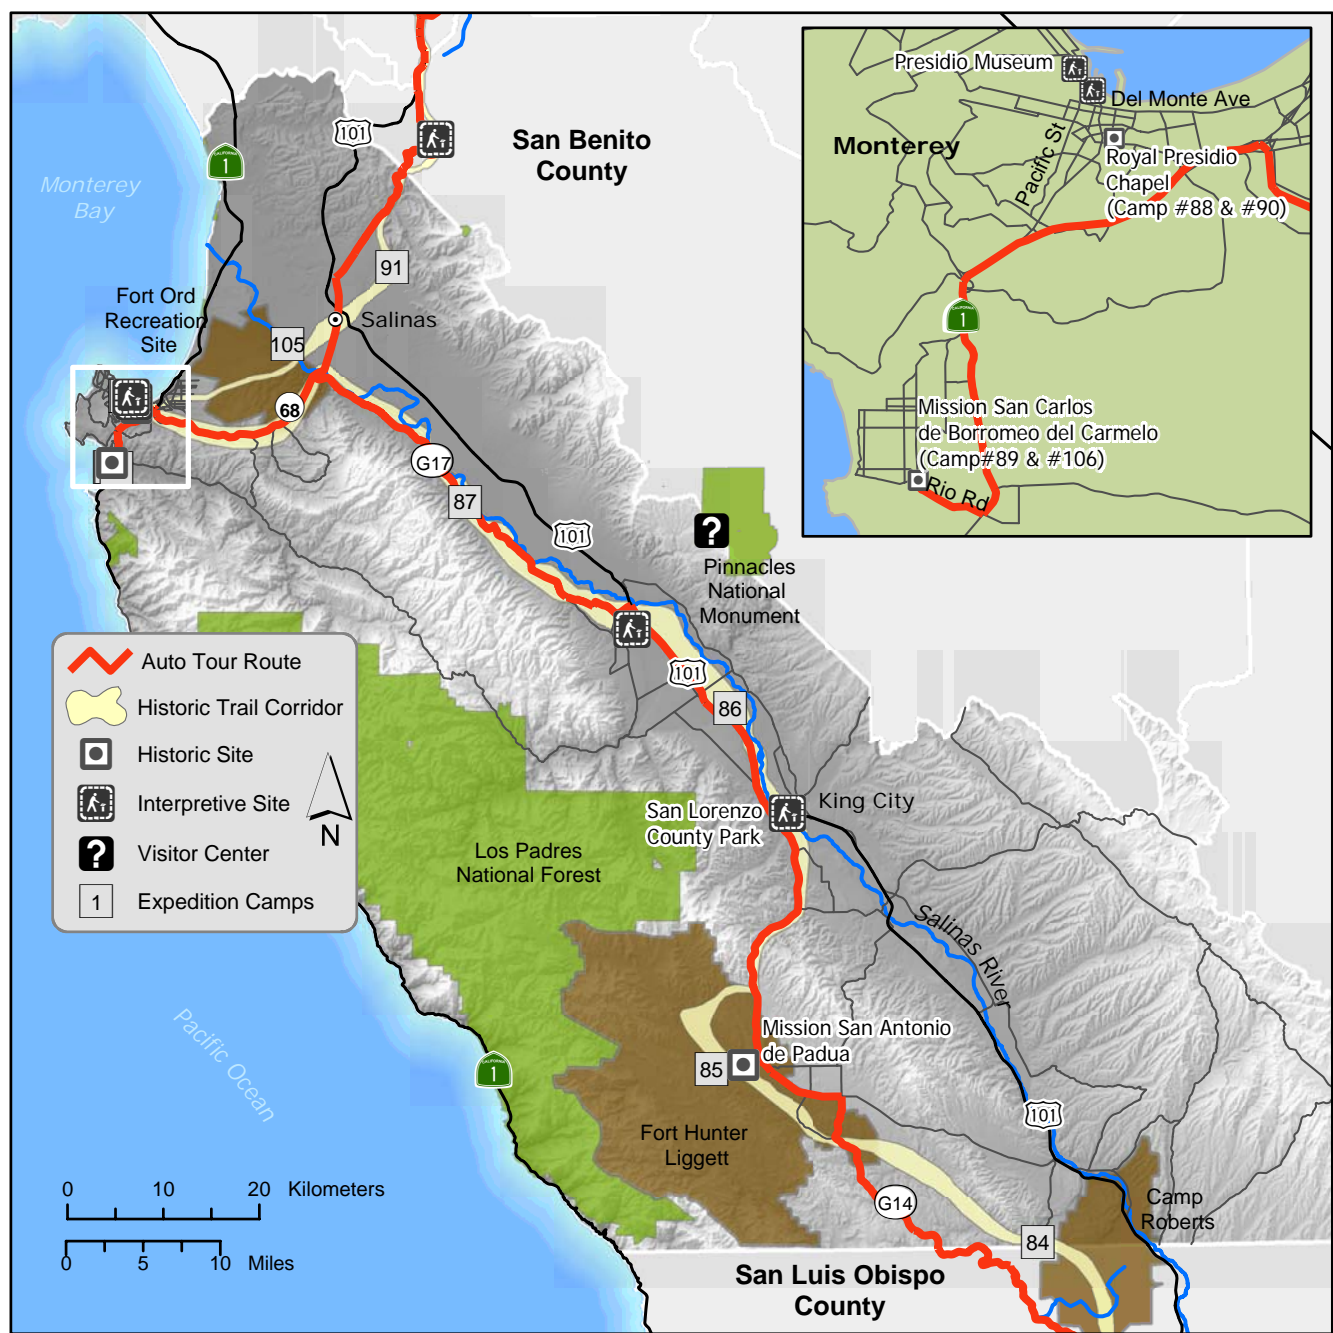 San Benito
County
101
CALIFORNIA
1
Monterey
Bay
91
Fort Ord
Recreation
Site
Salinas
105
68
G17
87
101
Pinnacles
National
Monument
101
86
King City
San Lorenzo
County Park
Los Padres
National Forest
Salinas River
Mission San Antonio
de Padua
85
Fort Hunter
Liggett
CALIFORNIA
1
Pacific Ocean
101
G14
84
Camp
Roberts
San Luis Obispo
County
Auto Tour Route
Historic Trail Corridor
Historic Site
Interpretive Site
Visitor Center
1 Expedition Camps
N
?
?
0 10 20 Kilometers
0 5 10 Miles
Presidio Museum
Del Monte Ave
Monterey
Pacific St
Royal Presidio
Chapel
(Camp #88 & #90)
CALIFORNIA
1
Mission San Carlos
de Borromeo del Carmelo
(Camp#89 & #106)
Rio Rd